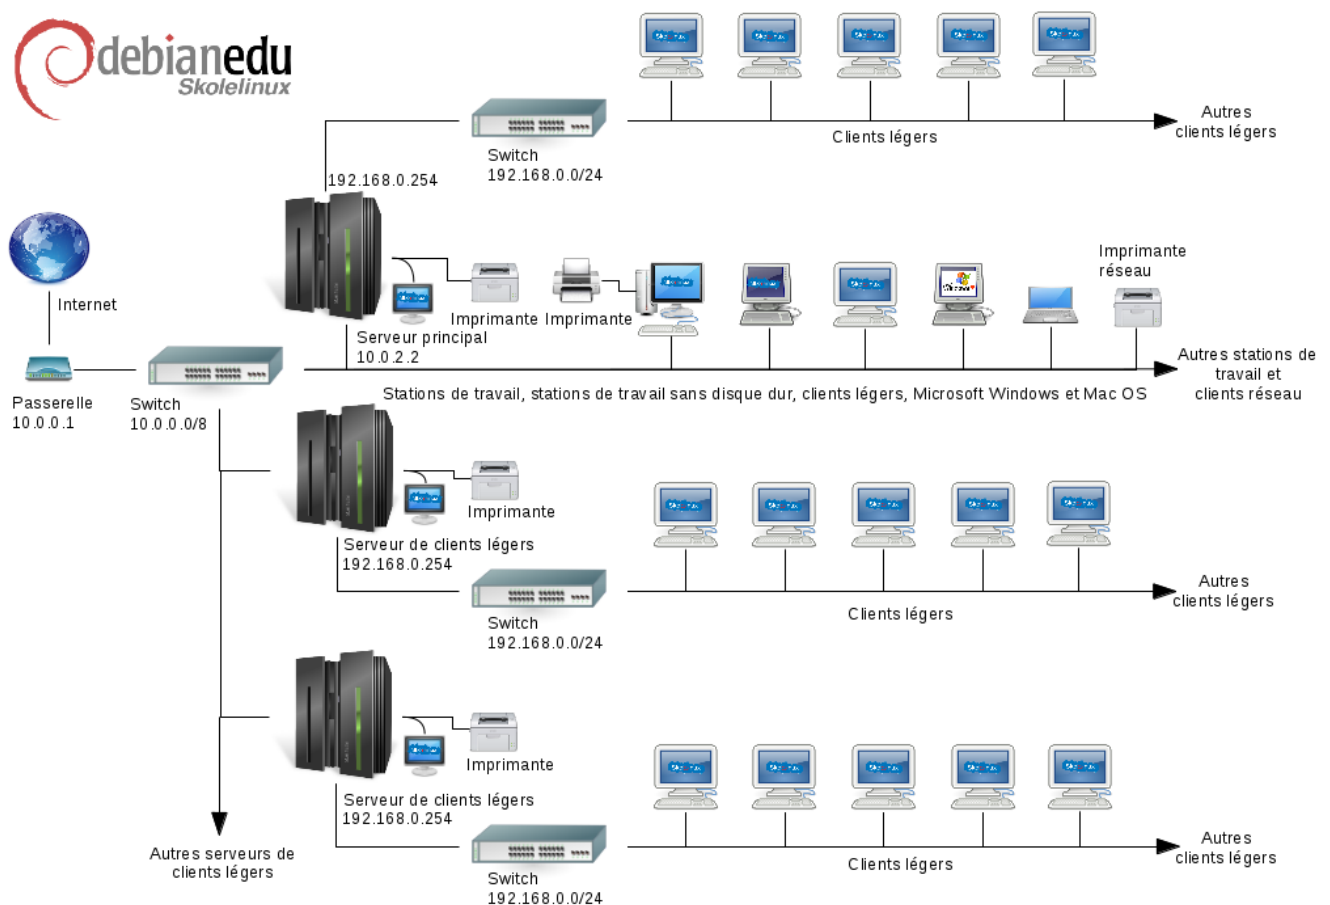 debianedu
Skolelinux
Autres
clients légers
Clients légers
Switch
192.168.0.0/24
192.168.0.254
Internet
Imprimante
Imprimante
Imprimante
réseau
Serveur principal
10.0.2.2
Passerelle
10.0.0.1
Switch
10.0.0.0/8
Autres stations de
travail et
clients réseau
Stations de travail, stations de travail sans disque dur, clients légers, Microsoft Windows et Mac OS
Imprimante
Serveur de clients légers
192.168.0.254
Switch
192.168.0.0/24
Clients légers
Autres
clients légers
Imprimante
Serveur de clients légers
192.168.0.254
Switch
192.168.0.0/24
Clients légers
Autres
clients légers
Autres serveurs de
clients légers